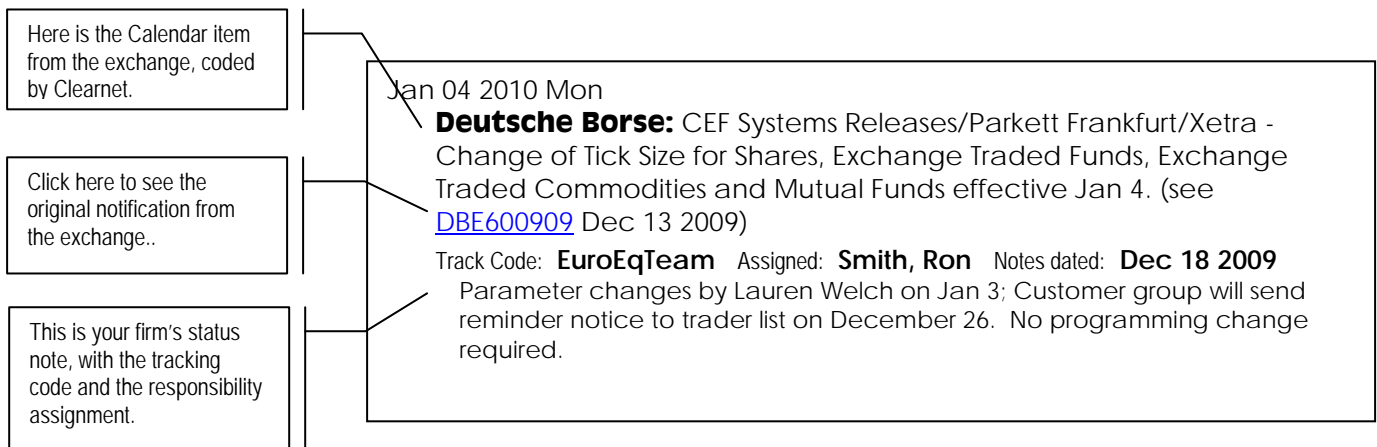 Here is the Calendar item
from the exchange, coded
by Clearnet.
Jan 04 2010 Mon
Deutsche Borse: CEF Systems Releases/Parkett Frankfurt/Xetra -
Change of Tick Size for Shares, Exchange Traded Funds, Exchange
Traded Commodities and Mutual Funds effective Jan 4. (see
DBE600909 Dec 13 2009)
Click here to see the
original notification from
the exchange..
Track Code: EuroEqTeam Assigned: Smith, Ron Notes dated: Dec 18 2009
Parameter changes by Lauren Welch on Jan 3; Customer group will send
reminder notice to trader list on December 26. No programming change
required.
This is your firm's status
note, with the tracking
code and the responsibility
assignment.